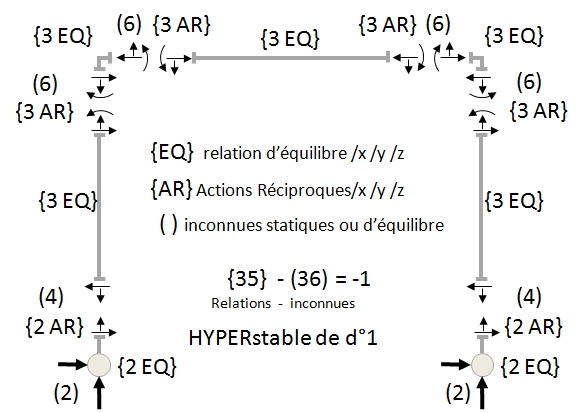 (6) {3 AR} {3 AR} (6)
{3 EQ} {3 EQ} {3 EQ}
(6) (6)
{3 AR} {3 AR}
{EQ} relation d'équilibre /x /y /z
{AR} Actions Réciproques/x /y /z
{3 EQ} {3 EQ}
( ) inconnues statiques ou d'équilibre
{35} - (36) = -1
(4) (4)
Relations - inconnues
{2 AR} {2 AR}
HYPERstable de d°1
{2 EQ} {2 EQ}
(2) (2)